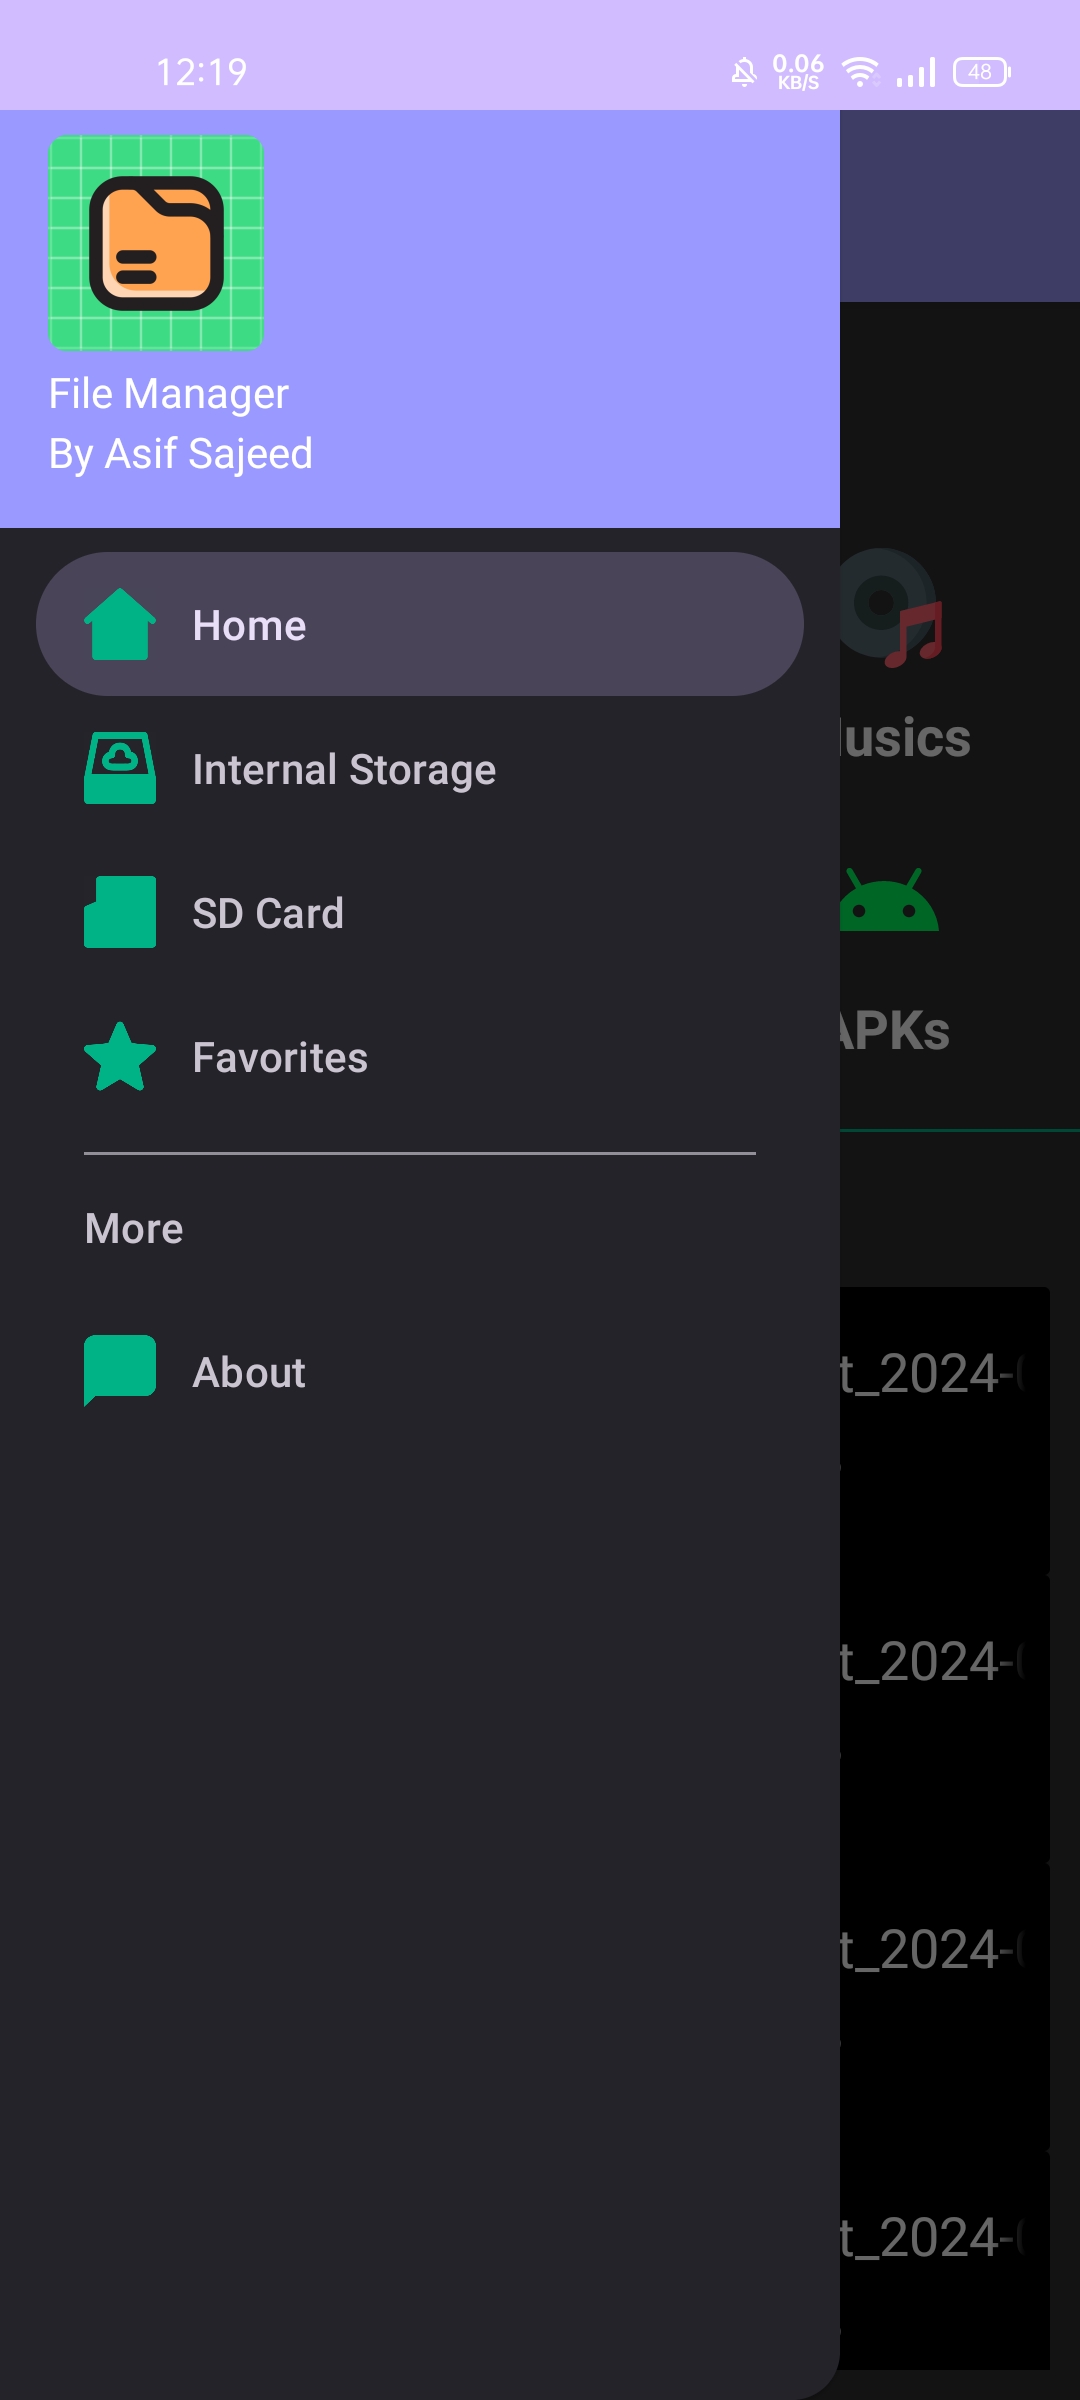 12:19
0.06
KB/S
48
File Manager
By Asif Sajeed
Home
Internal Storage
SD Card
Favorites
More
About
usics
APKs
t_2024-
t_2024-
t_2024-
t_2024-